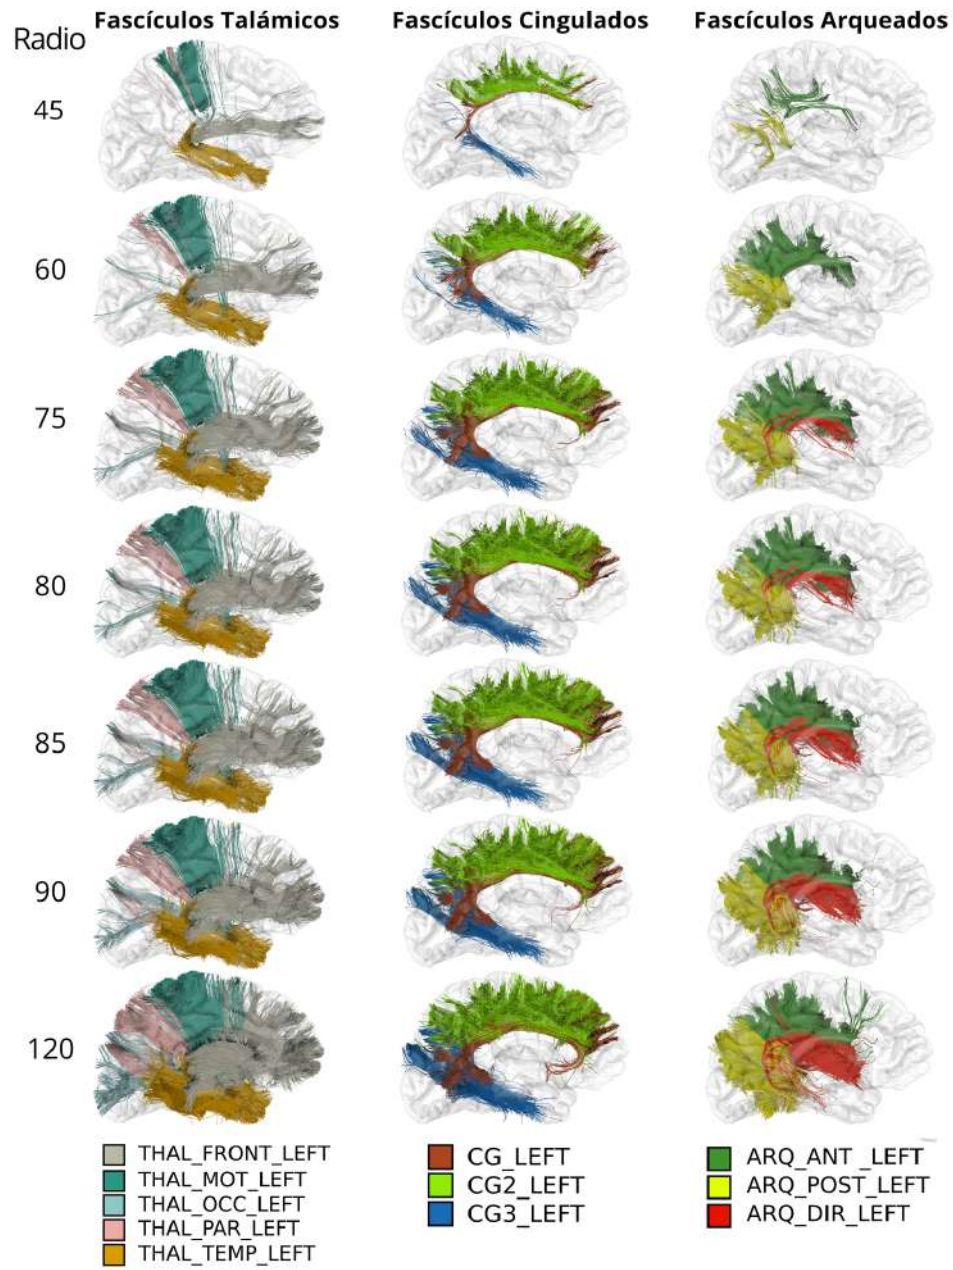 Fascículos Talámicos Fascículos Cingulados Fascículos Arqueados
Radio
45
60
75
80
85
90
120
THAL_FRONT_LEFT
THAL_MOT_LEFT
THAL_OCC_LEFT
THAL_PAR_LEFT
THAL_TEMP_LEFT
CG_LEFT
CG2_LEFT
CG3_LEFT
ARQ_ANT _LEFT
ARQ_POST_LEFT
ARQ_DIR_LEFT